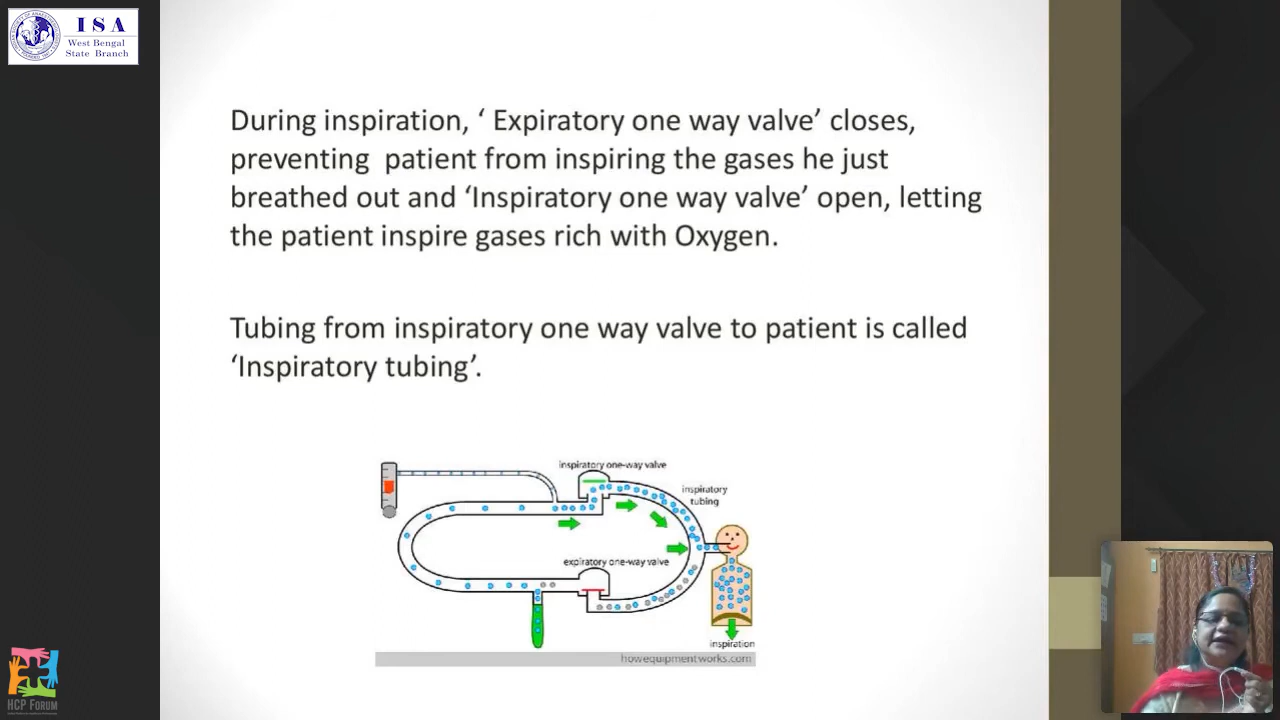 ISA
West Bengal
State Branch
During inspiration, ‘ Expiratory one way valve’ closes,
preventing patient from inspiring the gases he just
breathed out and ‘Inspiratory one way valve’ open, letting
the patient inspire gases rich with Oxygen.
Tubing from inspiratory one way valve to patient is called
‘Inspiratory tubing’.
inspiratory one-way valve
inspiratory
tubing
expiratory one-way valve
inspiration
howequipmentworks.com
HCP FORUM